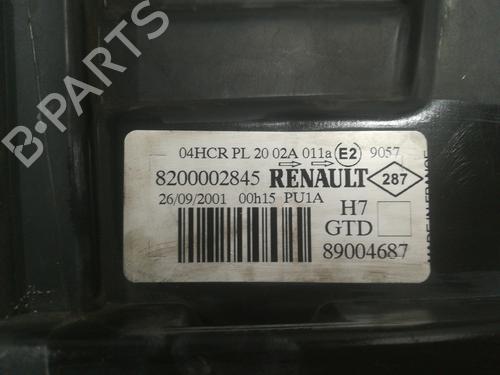 B-PARTS
04HCR PL 20 02A 011a E2 9057
8200002845 RENAULT 287
26/09/2001 00h15 PU1A
H7
GTD
89004687
MADE IN FRANCE